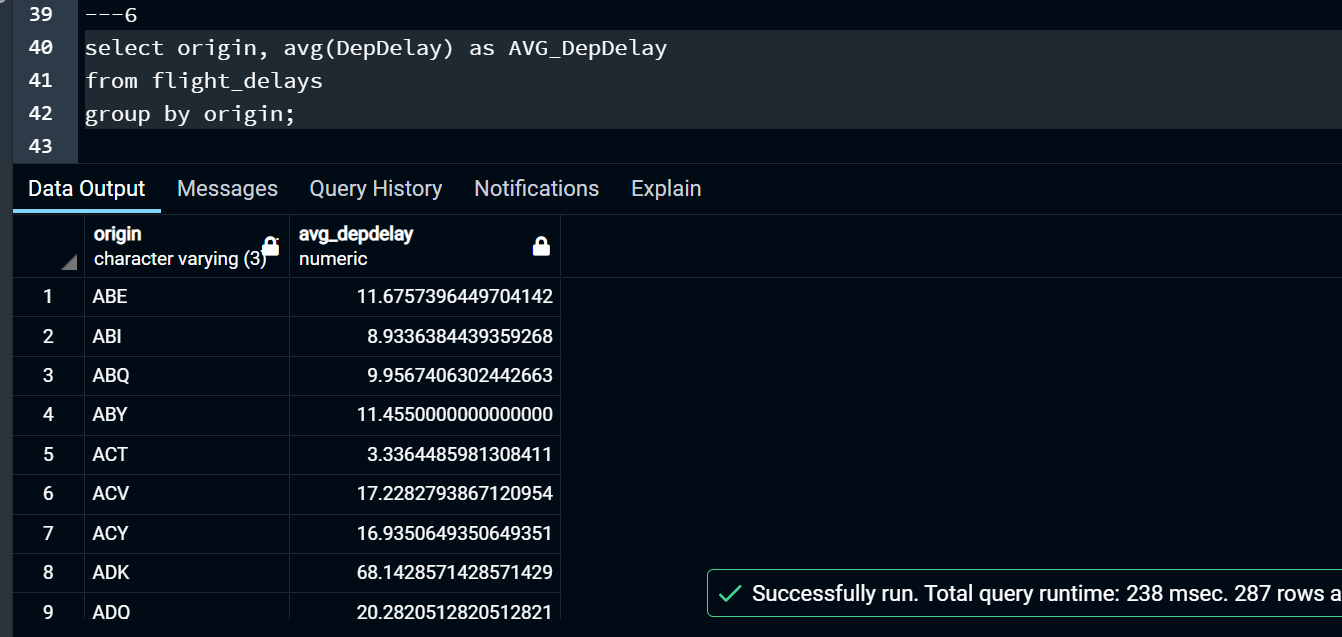 39 ---6
40 select origin, avg(DepDelay) as AVG_DepDelay
41 from flight_delays
42 group by origin;
43
Data Output Messages Query History Notifications Explain
origin avg_depdelay
character varying (3) numeric
1 ABE 11.6757396449704142
2 ABI 8.9336384439359268
3 ABQ 9.9567406302442663
4 ABY 11.4550000000000000
5 ACT 3.3364485981308411
6 ACV 17.2282793867120954
7 ACY 16.9350649350649351
8 ADK 68.1428571428571429
9 ADO 20.2820512820512821
Successfully run. Total query runtime: 238 msec. 287 rows a